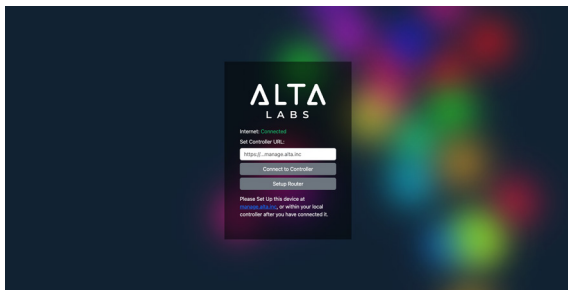 ALTA
LABS
Internet: Connected
Set Controller URL:
https://...manage.alta.inc
Connect to Controller
Setup Router
Please Set Up this device at
manage.alta.inc, or within your local
controller after you have connected it.